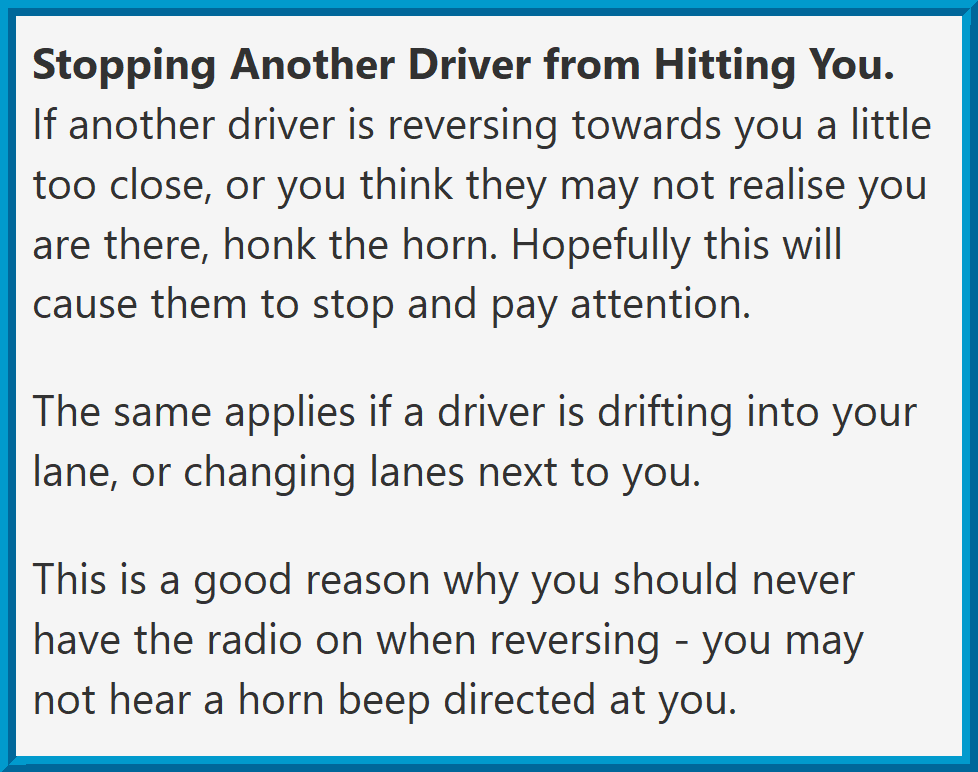 Stopping Another Driver from Hitting You.
If another driver is reversing towards you a little
too close, or you think they may not realise you
are there, honk the horn. Hopefully this will
cause them to stop and pay attention.
The same applies if a driver is drifting into your
lane, or changing lanes next to you.
This is a good reason why you should never
have the radio on when reversing - you may
not hear a horn beep directed at you.